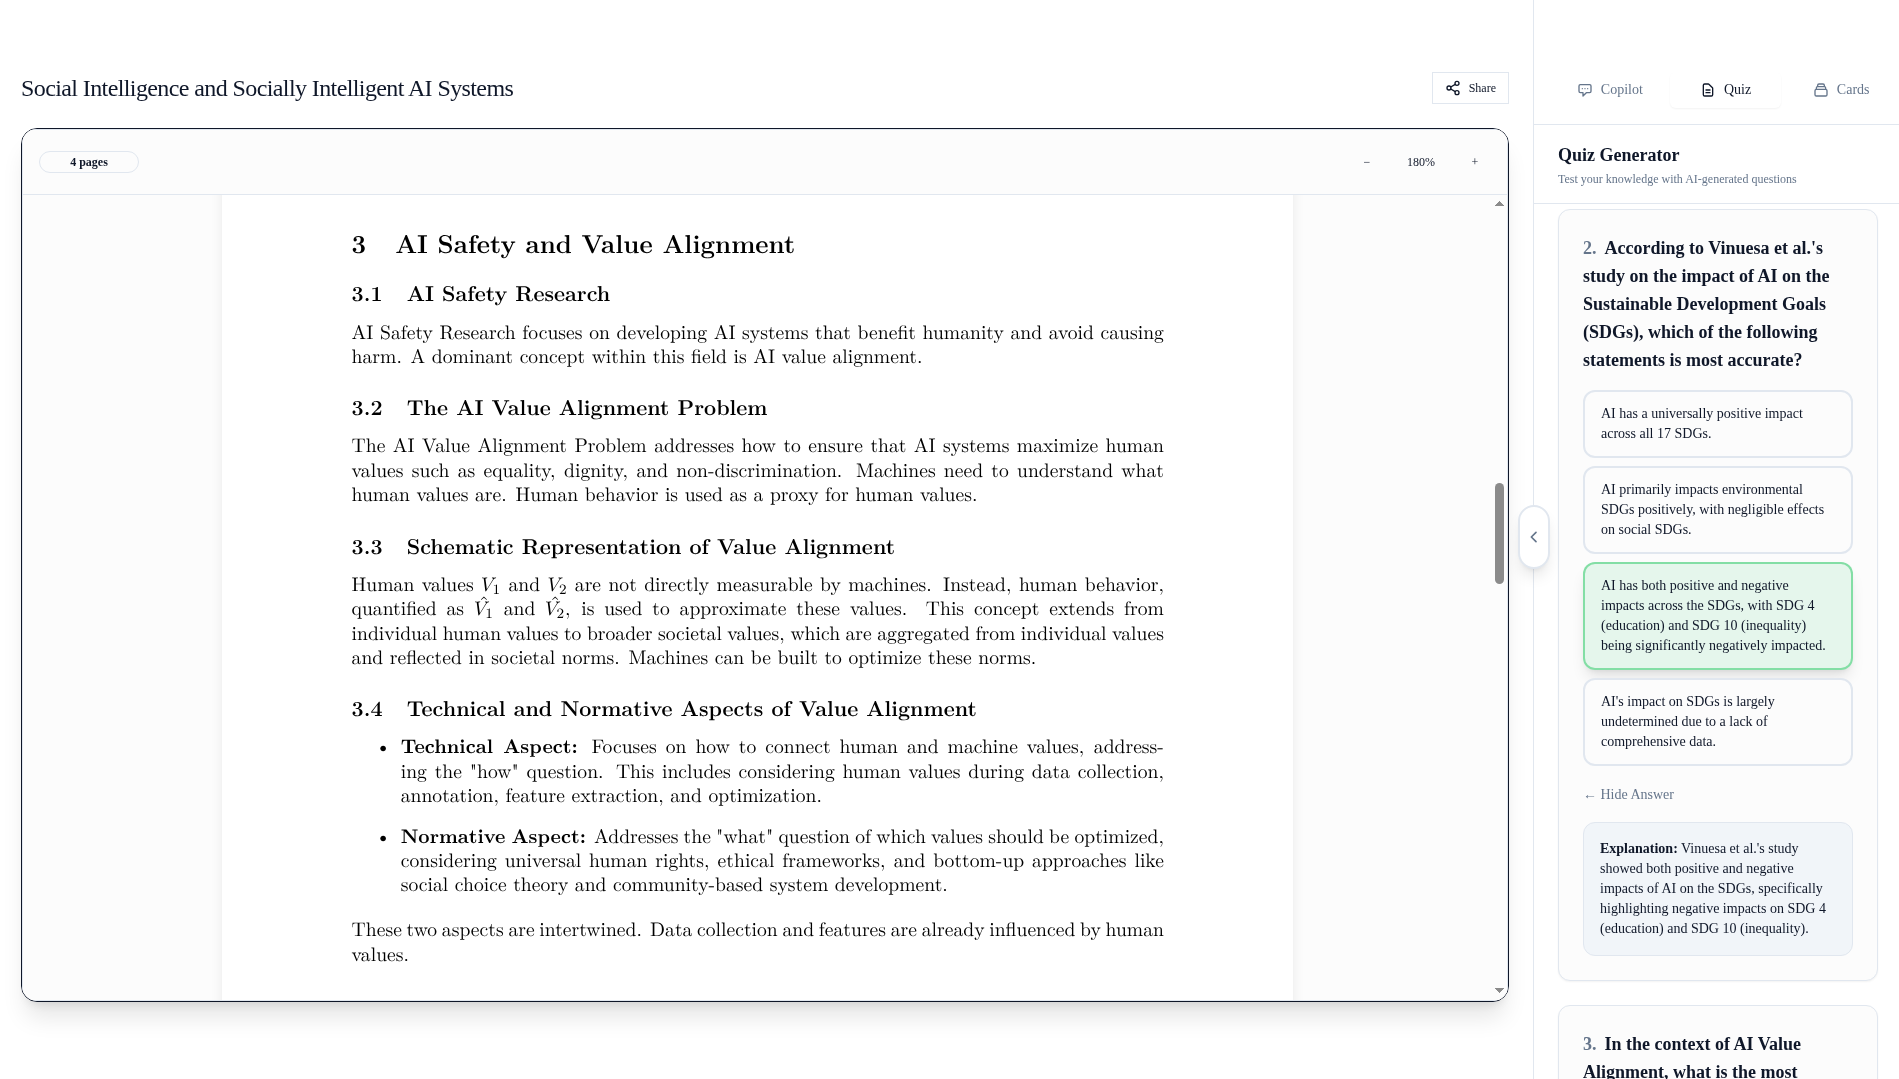 Social Intelligence and Socially Intelligent AI Systems
Share
4 pages
−
180%
+
3 AI Safety and Value Alignment
3.1 AI Safety Research
AI Safety Research focuses on developing AI systems that benefit humanity and avoid causing
harm. A dominant concept within this field is AI value alignment.
3.2 The AI Value Alignment Problem
The AI Value Alignment Problem addresses how to ensure that AI systems maximize human
values such as equality, dignity, and non-discrimination. Machines need to understand what
human values are. Human behavior is used as a proxy for human values.
3.3 Schematic Representation of Value Alignment
Human values V₁ and V₂ are not directly measurable by machines. Instead, human behavior,
quantified as V̂₁ and V̂₂, is used to approximate these values. This concept extends from
individual human values to broader societal values, which are aggregated from individual values
and reflected in societal norms. Machines can be built to optimize these norms.
3.4 Technical and Normative Aspects of Value Alignment
• Technical Aspect: Focuses on how to connect human and machine values, address-
ing the "how" question. This includes considering human values during data collection,
annotation, feature extraction, and optimization.
• Normative Aspect: Addresses the "what" question of which values should be optimized,
considering universal human rights, ethical frameworks, and bottom-up approaches like
social choice theory and community-based system development.
These two aspects are intertwined. Data collection and features are already influenced by human
values.
Copilot
Quiz
Cards
Quiz Generator
Test your knowledge with AI-generated questions
2. According to Vinuesa et al.'s
study on the impact of AI on the
Sustainable Development Goals
(SDGs), which of the following
statements is most accurate?
AI has a universally positive impact
across all 17 SDGs.
AI primarily impacts environmental
SDGs positively, with negligible effects
on social SDGs.
AI has both positive and negative
impacts across the SDGs, with SDG 4
(education) and SDG 10 (inequality)
being significantly negatively impacted.
AI's impact on SDGs is largely
undetermined due to a lack of
comprehensive data.
← Hide Answer
Explanation: Vinuesa et al.'s study
showed both positive and negative
impacts of AI on the SDGs, specifically
highlighting negative impacts on SDG 4
(education) and SDG 10 (inequality).
3. In the context of AI Value
Alignment, what is the most